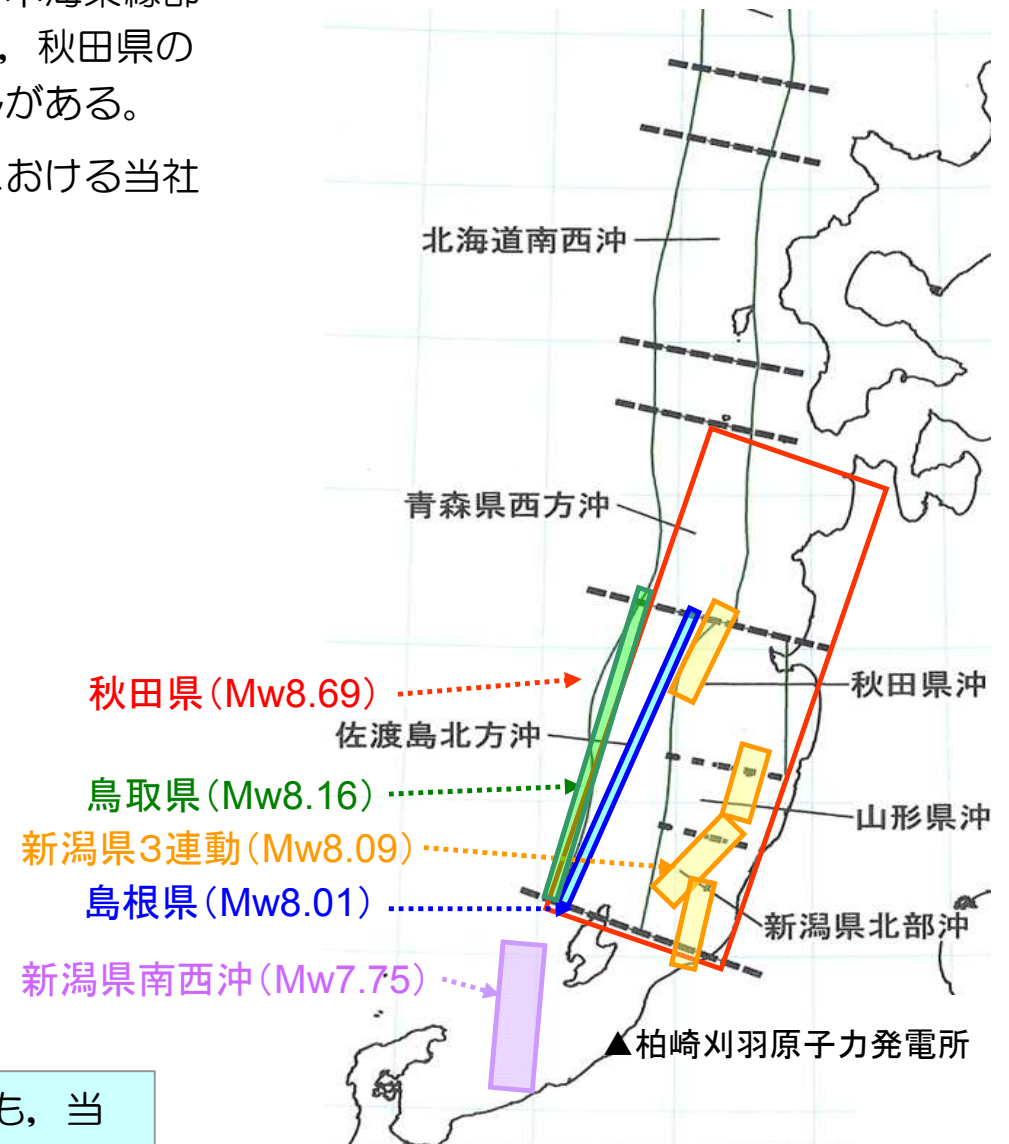 ，秋田県の
がある。
おける当社
北海道南西沖
青森県西方沖
秋田県（Mw8.69）
秋田県沖
佐渡島北方沖
鳥取県（Mw8.16）
山形県沖
新潟県３連動（Mw8.09）
島根県（Mw8.01）
新潟県北部沖
新潟県南西沖（Mw7.75）
▲柏崎刈羽原子力発電所
も，当